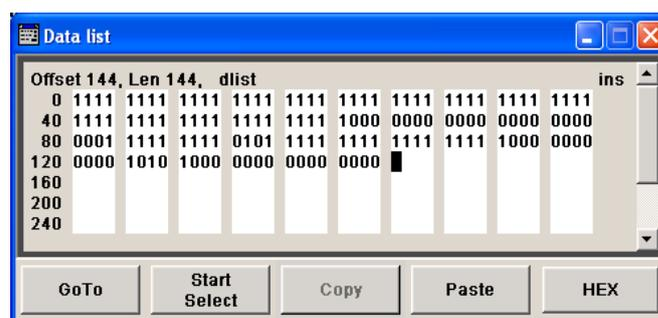 Data list
Offset 144, Len 144, dlist ins
0 1111 1111 1111 1111 1111 1111 1111 1111 1111 1111
40 1111 1111 1111 1111 1111 1000 0000 0000 0000 0000
80 0001 1111 1111 0101 1111 1111 1111 1111 1000 0000
120 0000 1010 1000 0000 0000 0000
160
200
240
GoTo Start Select Copy Paste HEX